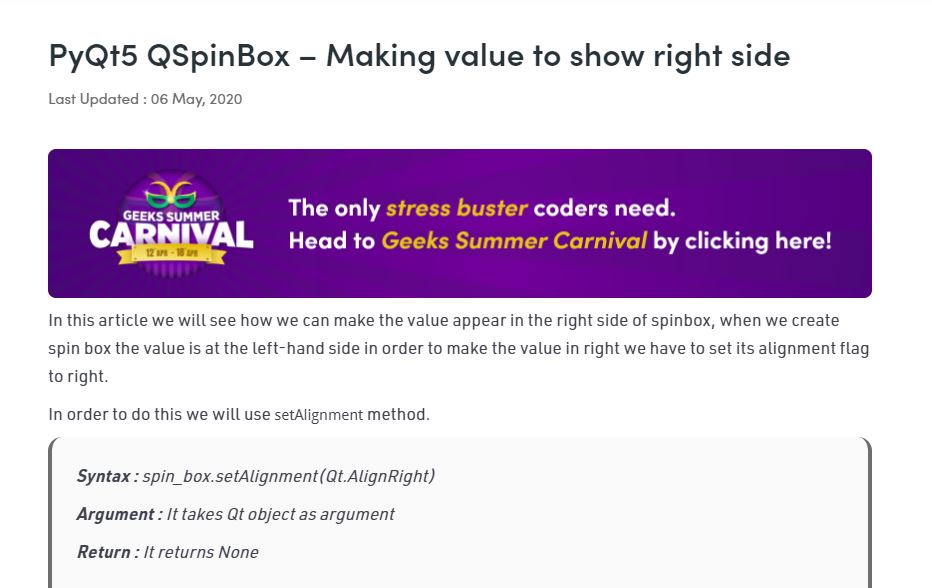 PyQt5 QSpinBox – Making value to show right side
Last Updated : 06 May, 2020
GEEKS SUMMER
CARNIVAL
12 APR - 18 APR
The only stress buster coders need.
Head to Geeks Summer Carnival by clicking here!
In this article we will see how we can make the value appear in the right side of spinbox, when we create
spin box the value is at the left-hand side in order to make the value in right we have to set its alignment flag
to right.
In order to do this we will use setAlignment method.
Syntax : spin_box.setAlignment(Qt.AlignRight)
Argument : It takes Qt object as argument
Return : It returns None